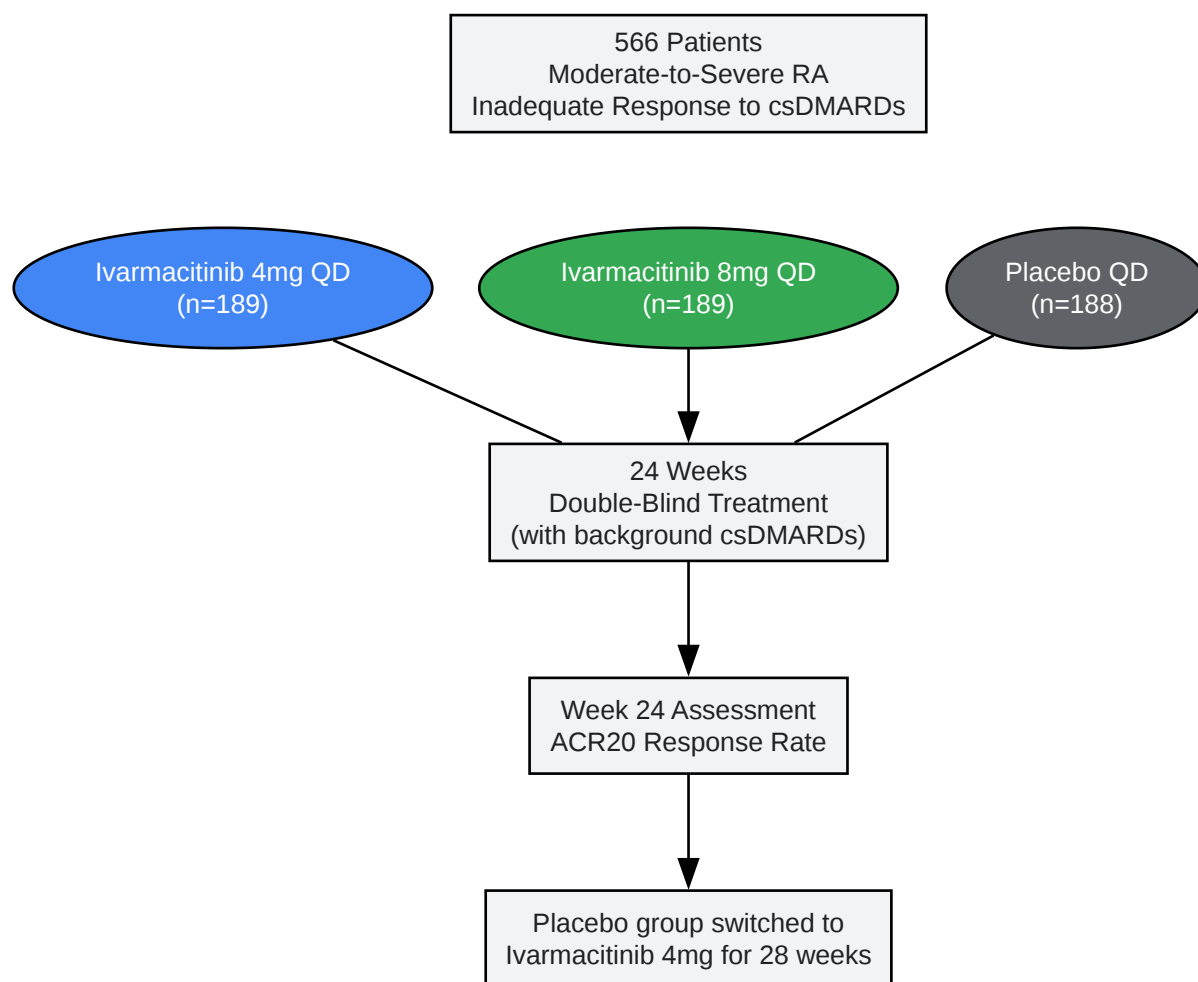 566 Patients
Moderate-to-Severe RA
Inadequate Response to csDMARDs
Ivarmacitinib 4mg QD
(n=189)
Ivarmacitinib 8mg QD
(n=189)
Placebo QD
(n=188)
24 Weeks
Double-Blind Treatment
(with background csDMARDs)
Week 24 Assessment
ACR20 Response Rate
Placebo group switched to
Ivarmacitinib 4mg for 28 weeks